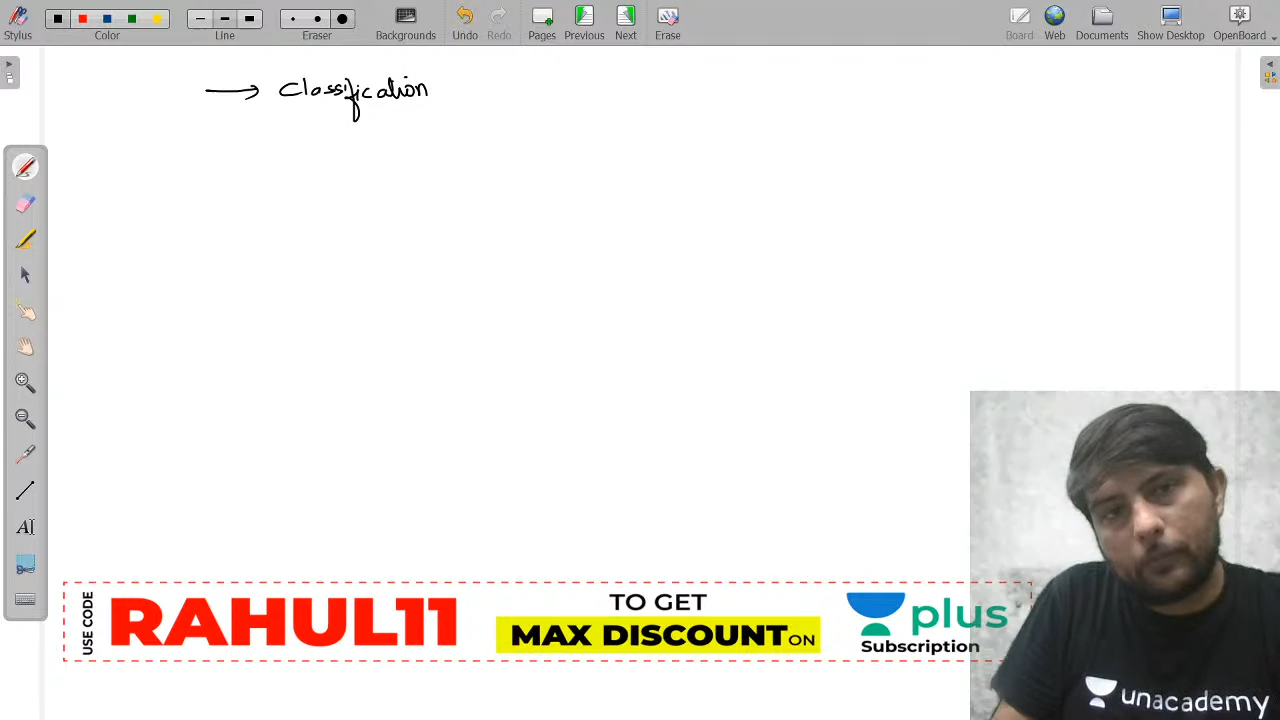 Stylus Color Line Eraser Backgrounds Undo Redo Pages Previous Next Erase Board Web Documents Show Desktop OpenBoard
→ Classification
AI
USE CODE
RAHUL11
TO GET
MAX DISCOUNT ON
plus
Subscription
unacademy